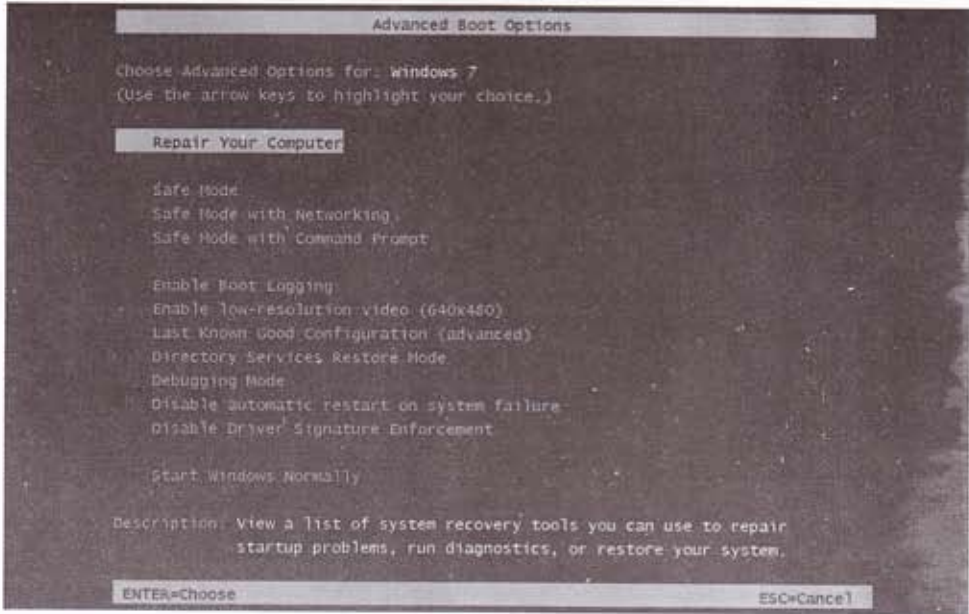 Advanced Boot Options
Choose Advanced Options for: Windows 7
(Use the arrow keys to highlight your choice.)
Repair Your Computer
Safe Mode
Safe Mode with Networking
Safe Mode with Command Prompt
Enable Boot Logging
Enable low-resolution video (640x480)
Last Known Good Configuration (advanced)
Directory Services Restore Mode
Debugging Mode
Disable automatic restart on system failure
Disable Driver Signature Enforcement
Start Windows Normally
Description: View a list of system recovery tools you can use to repair
startup problems, run diagnostics, or restore your system.
ENTER=Choose ESC=Cancel